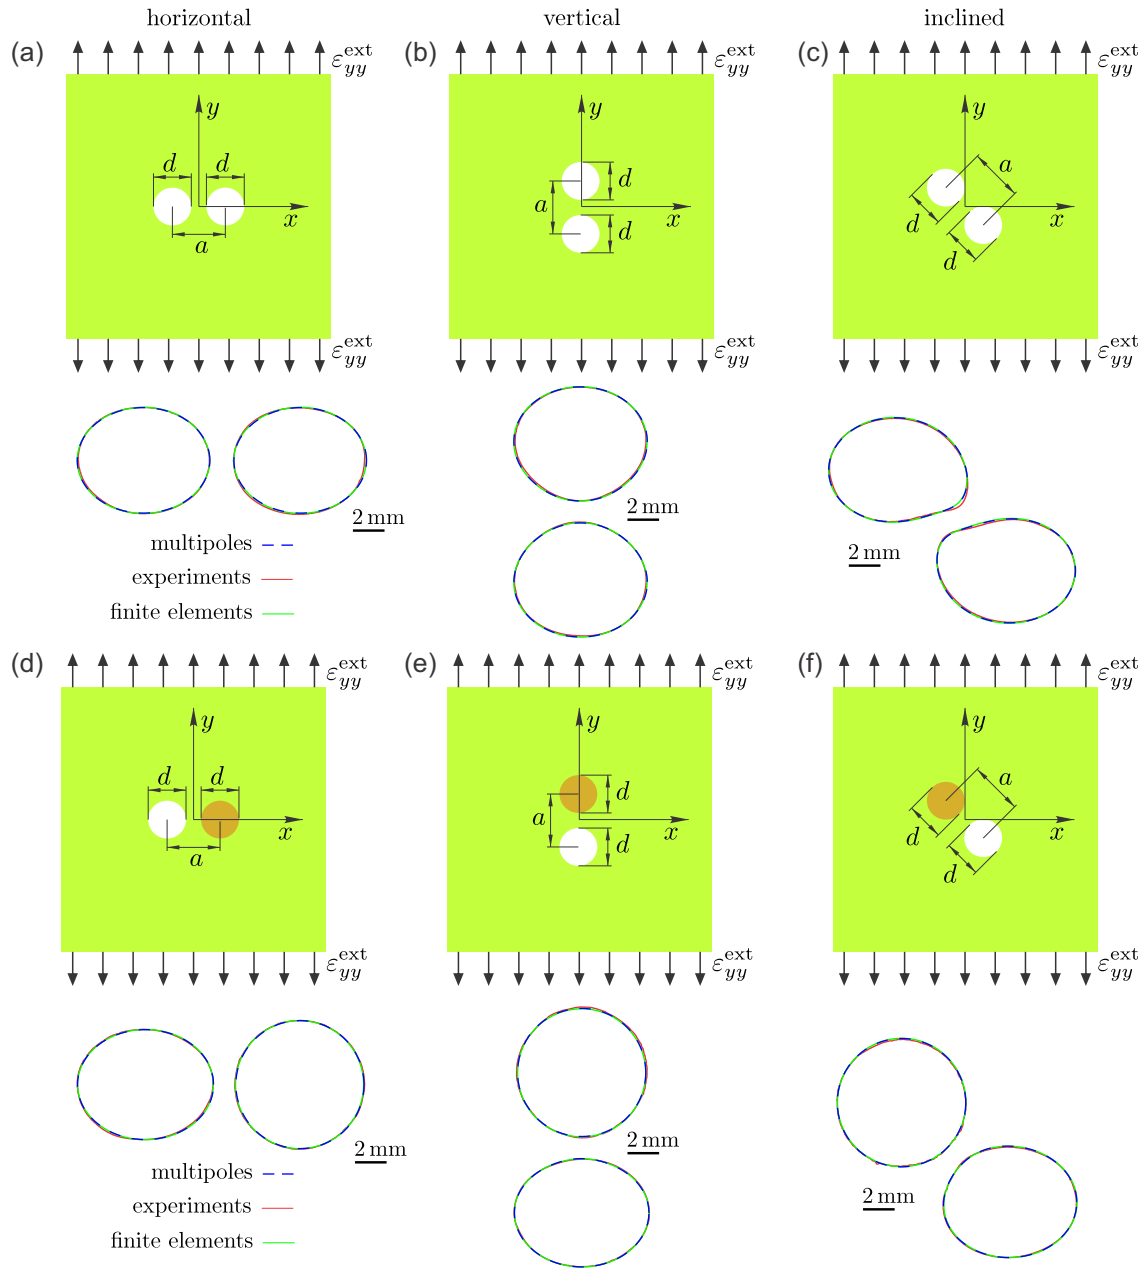 horizontal
vertical
inclined
(a)
ε_yy^ext
y
d
d
x
a
ε_yy^ext
(b)
ε_yy^ext
y
d
a
x
d
ε_yy^ext
(c)
ε_yy^ext
y
a
x
d
d
ε_yy^ext
2 mm
multipoles
experiments
finite elements
2 mm
2 mm
(d)
ε_yy^ext
y
d
d
x
a
ε_yy^ext
(e)
ε_yy^ext
y
d
a
x
d
ε_yy^ext
(f)
ε_yy^ext
y
a
x
d
d
ε_yy^ext
2 mm
multipoles
experiments
finite elements
2 mm
2 mm